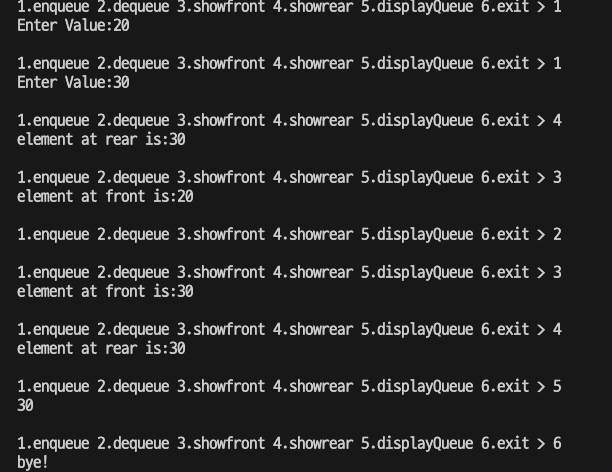 1.enqueue 2.dequeue 3.showfront 4.showrear 5.displayQueue 6.exit > 1
Enter Value:20
1.enqueue 2.dequeue 3.showfront 4.showrear 5.displayQueue 6.exit > 1
Enter Value:30
1.enqueue 2.dequeue 3.showfront 4.showrear 5.displayQueue 6.exit > 4
element at rear is:30
1.enqueue 2.dequeue 3.showfront 4.showrear 5.displayQueue 6.exit > 3
element at front is:20
1.enqueue 2.dequeue 3.showfront 4.showrear 5.displayQueue 6.exit > 2
1.enqueue 2.dequeue 3.showfront 4.showrear 5.displayQueue 6.exit > 3
element at front is:30
1.enqueue 2.dequeue 3.showfront 4.showrear 5.displayQueue 6.exit > 4
element at rear is:30
1.enqueue 2.dequeue 3.showfront 4.showrear 5.displayQueue 6.exit > 5
30
1.enqueue 2.dequeue 3.showfront 4.showrear 5.displayQueue 6.exit > 6
bye!